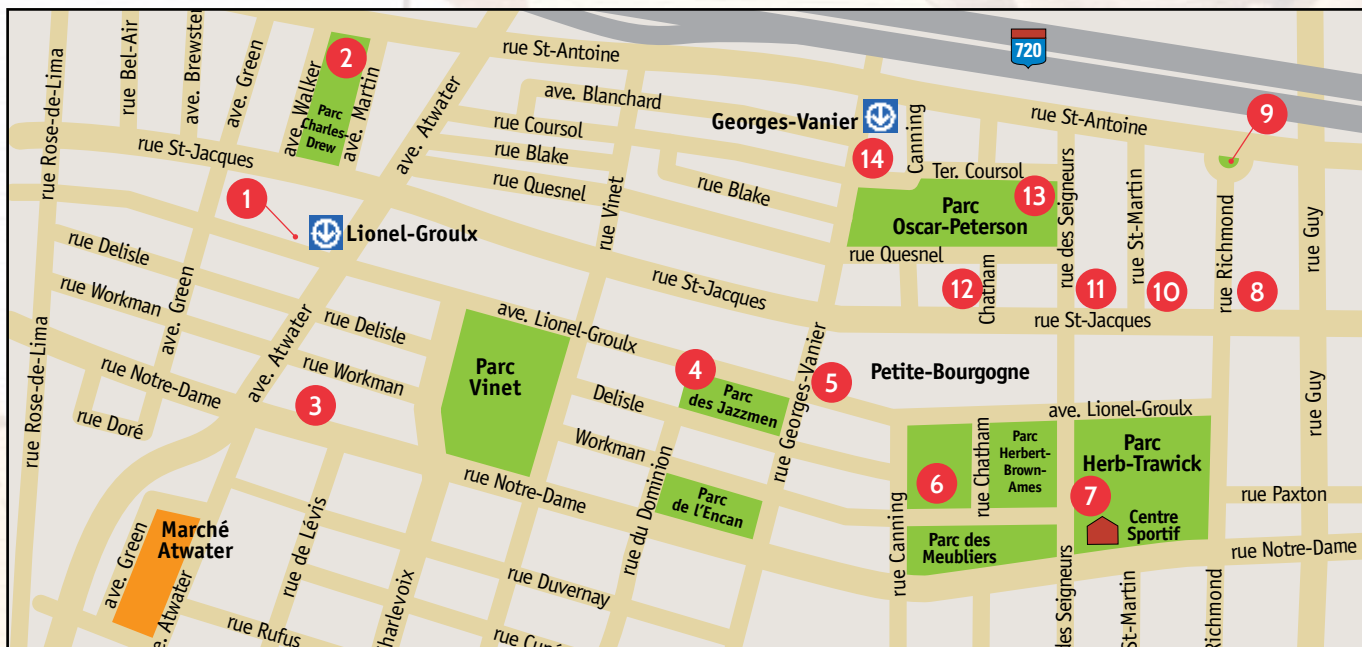 rue Rose-de-Lima
rue Bel-Air
ave. Brewster
ave. Green
ave. Walker
2
Parc
Charles-
Drew
ave. Martin
ave. Atwater
rue St-Antoine
720
ave. Blanchard
rue Coursol
rue Blake
rue Quesnel
rue Vinet
rue Blake
Georges-Vanier
14
Canning
Ter. Coursol
rue St-Antoine
9
13
Parc
Oscar-Peterson
rue Quesnel
rue des Seigneurs
rue St-Martin
rue Richmond
rue Guy
rue St-Jacques
1
Lionel-Groulx
rue Delisle
rue Workman
ave. Green
rue Rose-de-Lima
rue Notre-Dame
rue Doré
ave. Atwater
rue Delisle
rue Workman
3
rue St-Jacques
12
Chatham
11
10
8
rue St-Jacques
ave. Lionel-Groulx
Parc
Vinet
4
Parc
des Jazzmen
5
rue Georges-Vanier
Petite-Bourgogne
Delisle
Workman
rue Notre-Dame
Parc
de l'Encan
rue du Dominion
ave. Lionel-Groulx
rue Guy
6
rue Chatham
Parc
Herbert-
Brown-
Ames
Parc
Herb-Trawick
7
Centre
Sportif
rue Paxton
rue Notre-Dame
Parc des
Meubliers
rue Canning
des Seigneurs
St-Martin
Richmond
Marché
Atwater
ave. Green
e. Atwater
rue de Lévis
rue Rufus
harlevoix
rue Duvernay